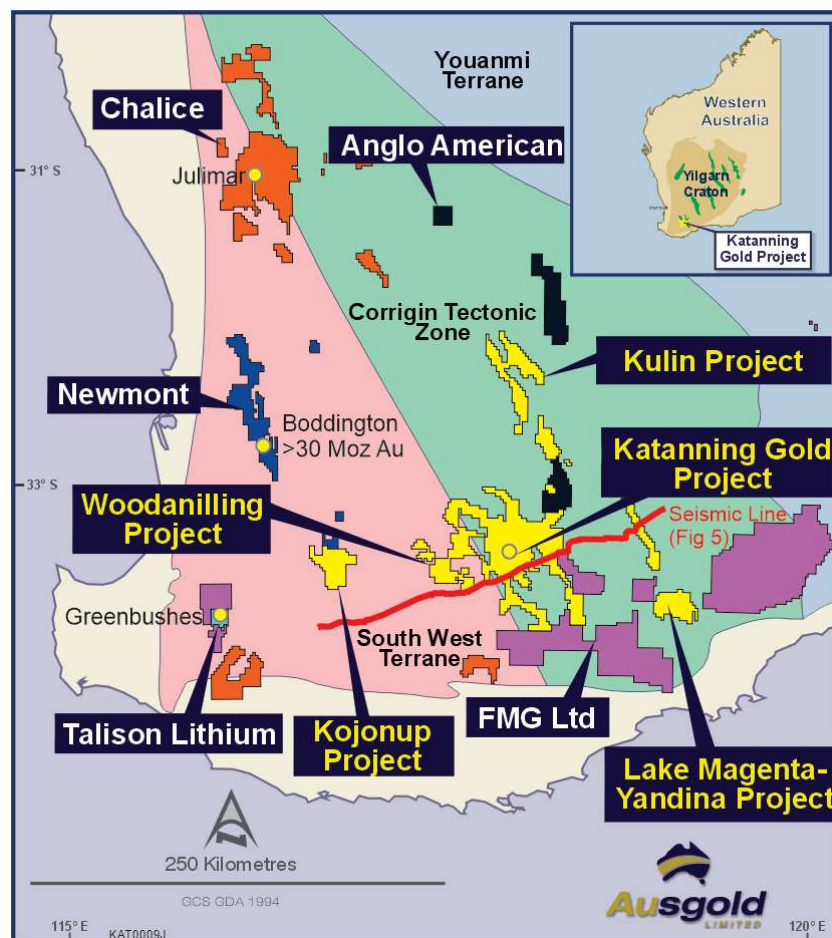 Youanmi
Terrane
Western
Australia
Yilgarn
Craton
Katanning
Gold Project
Chalice
Anglo American
31° S
Julimar
Corrigin Tectonic
Zone
Kulin Project
Newmont
Boddington
>30 Moz Au
Katanning Gold
Project
33° S
Woodanilling
Project
Seismic Line
(Fig 5)
Greenbushes
South West
Terrane
Talison Lithium
Kojonup
Project
FMG Ltd
Lake Magenta-
Yandina Project
250 Kilometres
GCS GDA 1994
Ausgold
LIMITED
115° E
KAT0009J
120° E